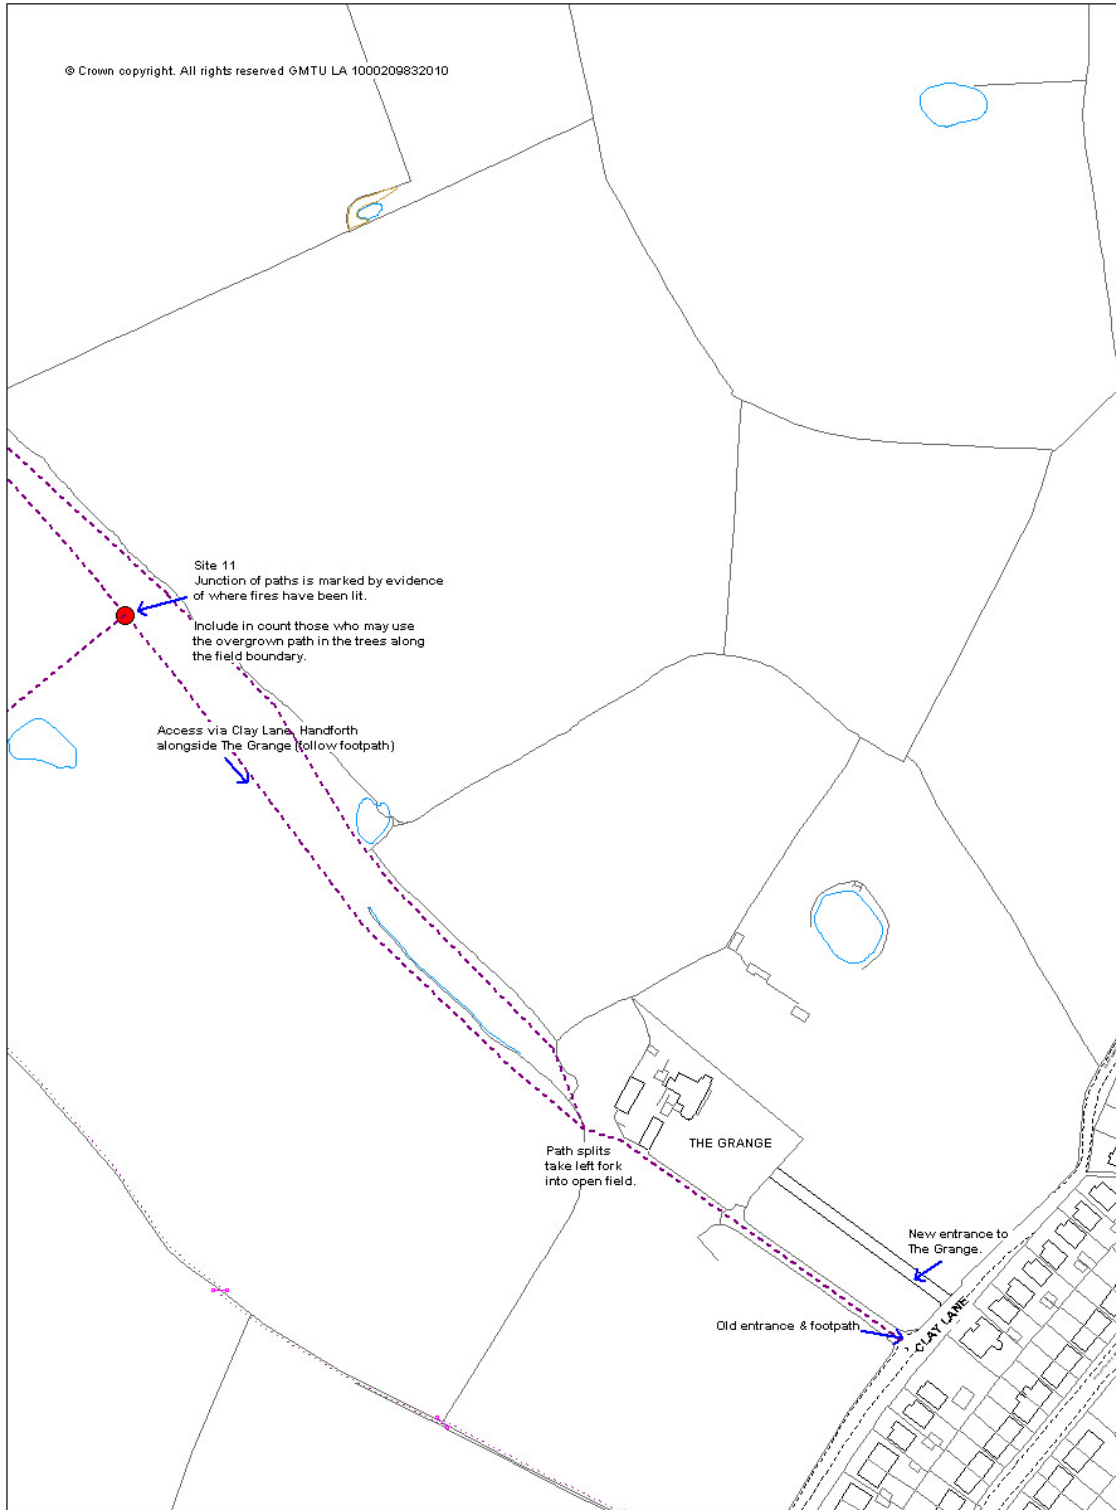 © Crown copyright. All rights reserved GMTU LA 1000209832010
Site 11
Junction of paths is marked by evidence
of where fires have been lit.
Include in count those who may use
the overgrown path in the trees along
the field boundary.
Access via Clay Lane, Handforth
alongside The Grange (follow footpath)
THE GRANGE
Path splits
take left fork
into open field.
New entrance to
The Grange.
Old entrance & footpath
CLAY LANE